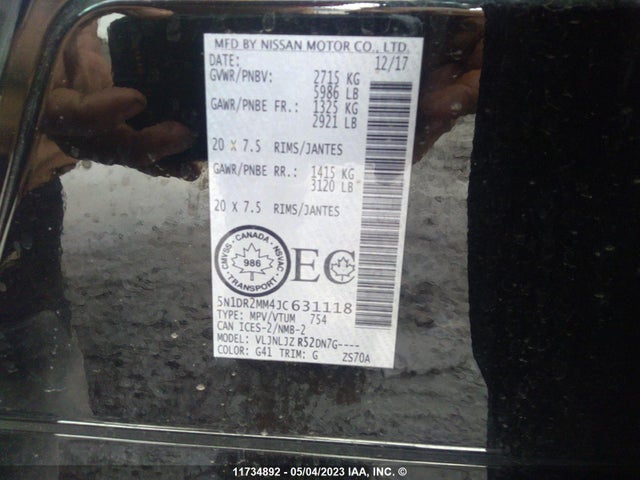 MFD BY NISSAN MOTOR CO., LTD.
DATE: 12/17
GVWR/PNBV: 2715 KG
5986 LB
GAWR/PNBE FR.: 1325 KG
2921 LB
20 X 7.5 RIMS/JANTES
GAWR/PNBE RR.: 1415 KG
3120 LB
20 X 7.5 RIMS/JANTES
CANADA
CMVSS 986 NSVAC
TRANSPORT
EC
5N1DR2MM4JC631118
TYPE: MPV/VTUM 754
CAN ICES-2/NMB-2
MODEL: VLJNLJZ R52DN7G----
COLOR: G41 TRIM: G ZS70A
11734892 - 05/04/2023 IAA, INC. ©